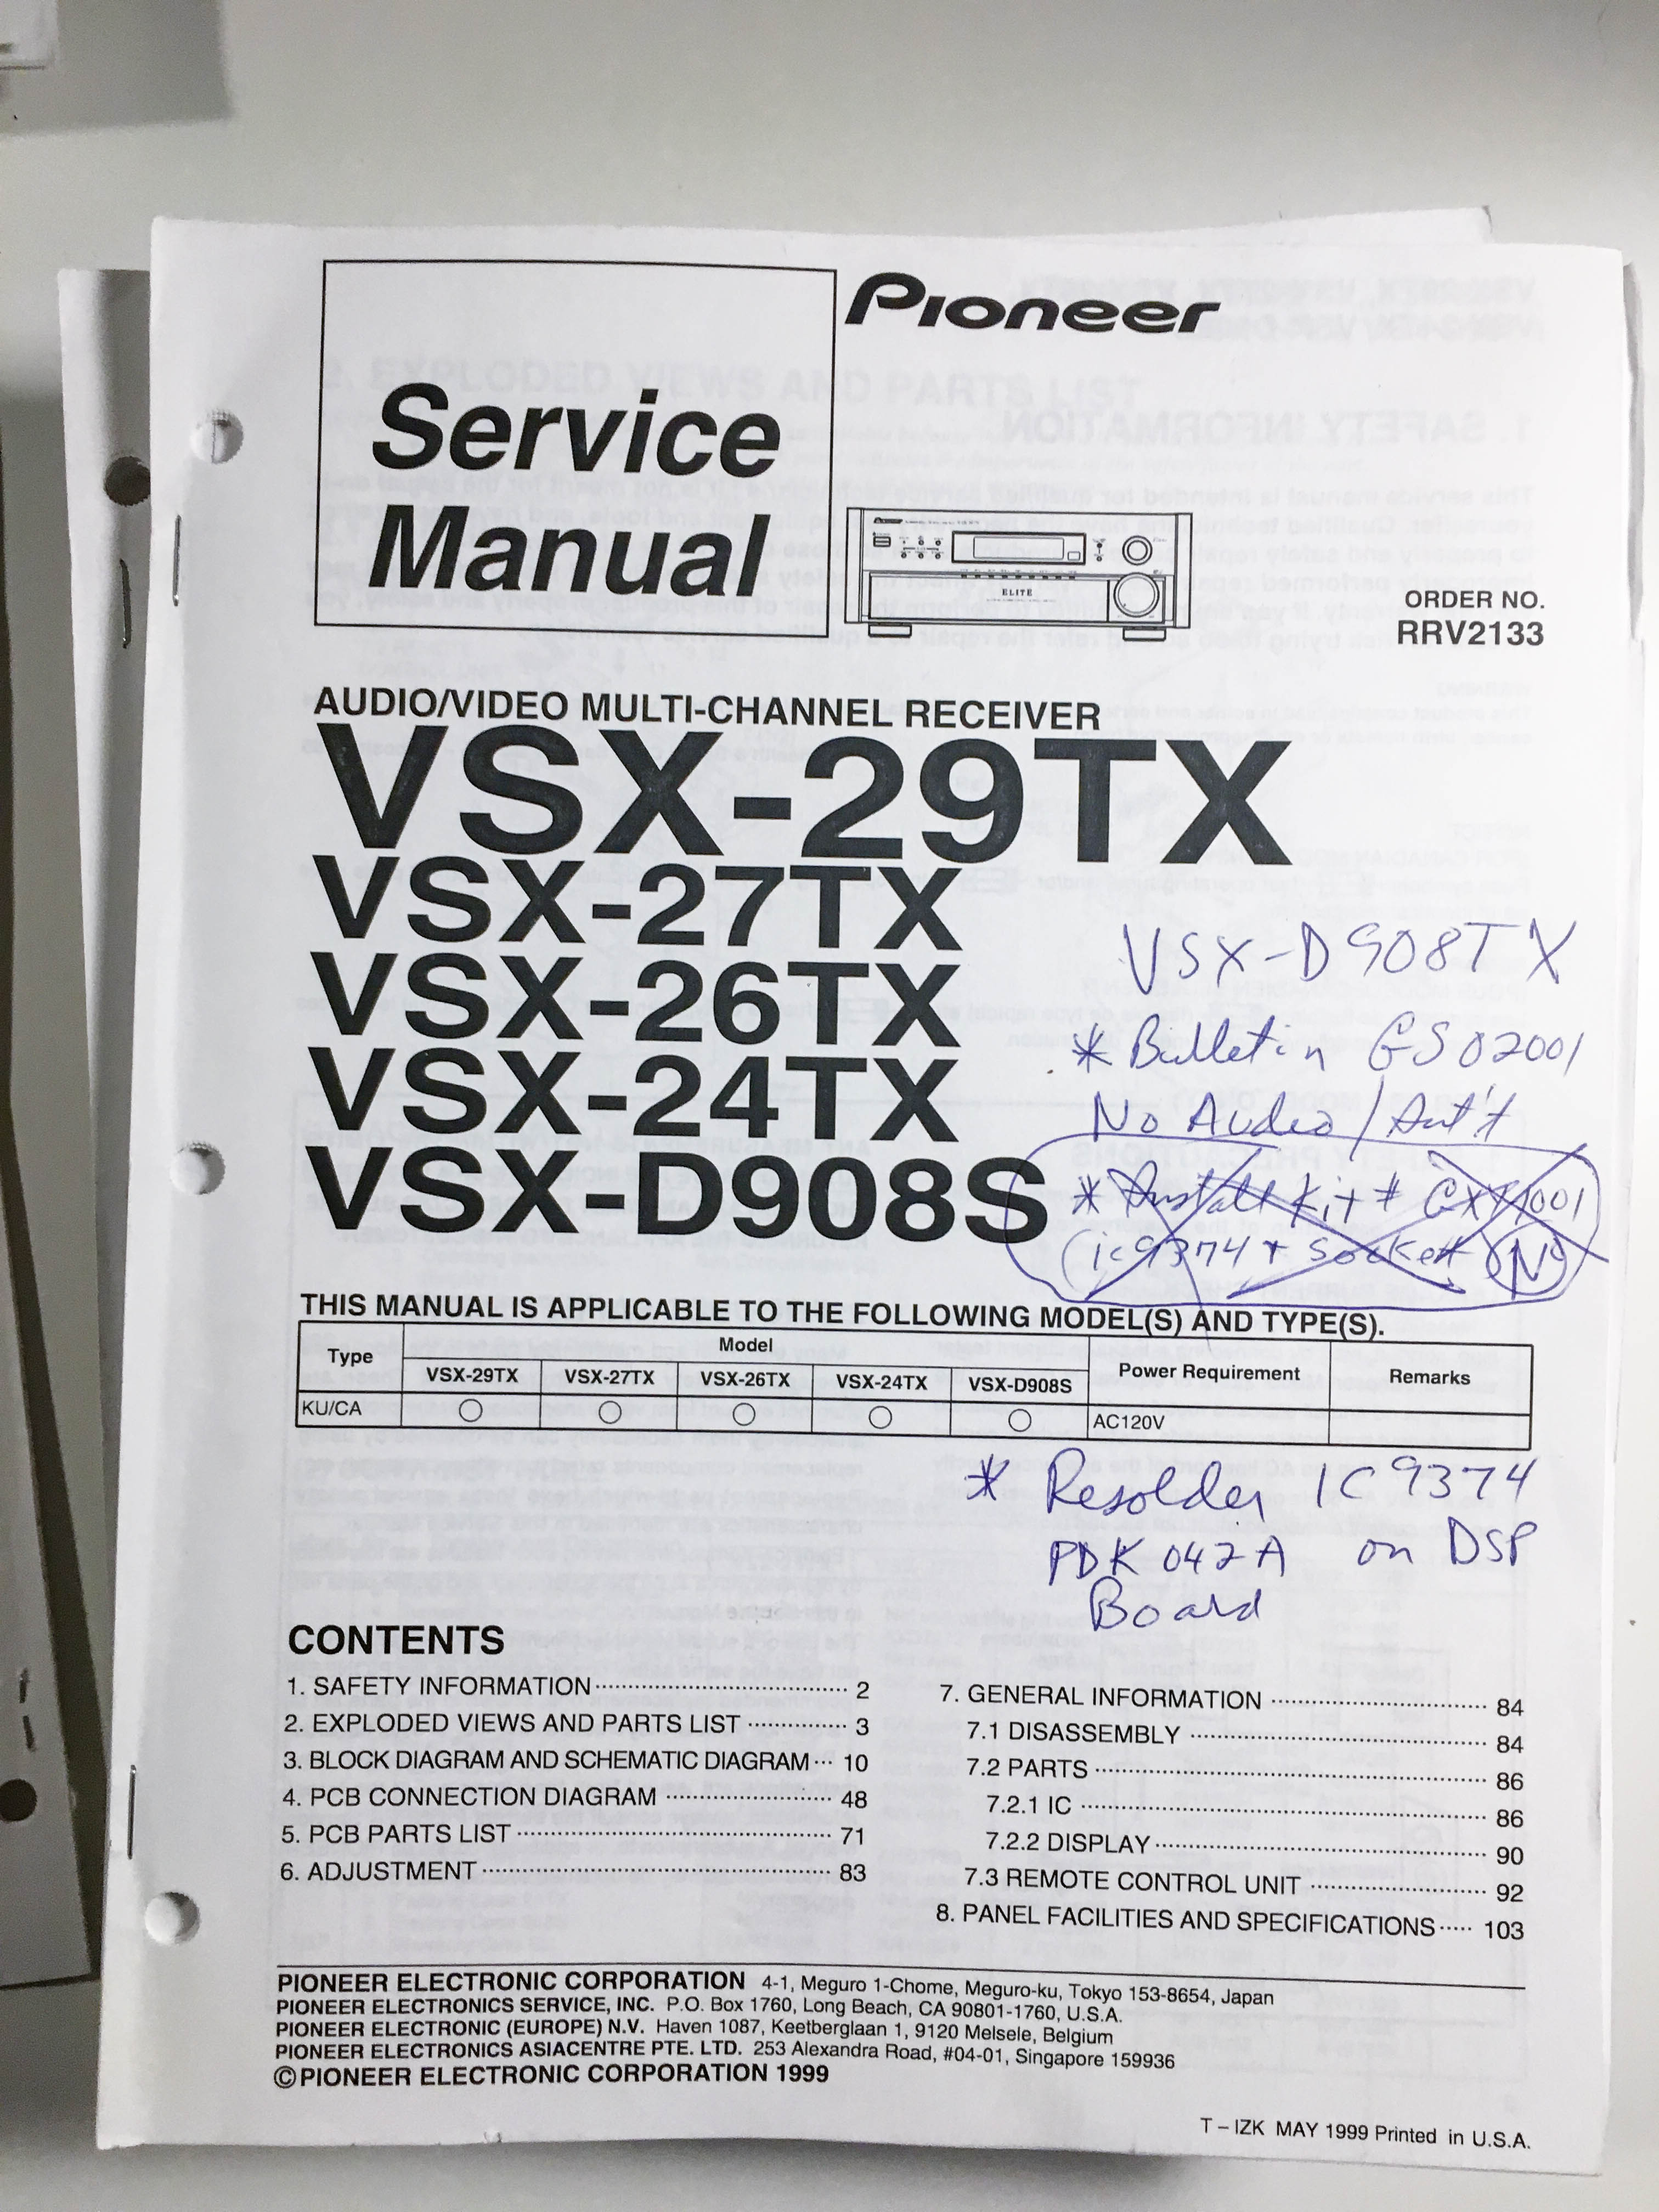 Pioneer
Service
Manual
ELITE
ORDER NO.
RRV2133
AUDIO/VIDEO MULTI-CHANNEL RECEIVER
VSX-29TX
VSX-27TX
VSX-26TX
VSX-24TX
VSX-D908S
VSX-D908TX
* Bulletin GS02001
No Audio / Int't
* Install Kit #
(ic9374 + socket) No
THIS MANUAL IS APPLICABLE TO THE FOLLOWING MODEL(S) AND TYPE(S).
Type Model Power Requirement Remarks
VSX-29TX VSX-27TX VSX-26TX VSX-24TX VSX-D908S
KU/CA ○ ○ ○ ○ ○ AC120V
* Resolder IC9374
PDK042A on DSP
Board
CONTENTS
1. SAFETY INFORMATION 2
2. EXPLODED VIEWS AND PARTS LIST 3
3. BLOCK DIAGRAM AND SCHEMATIC DIAGRAM 10
4. PCB CONNECTION DIAGRAM 48
5. PCB PARTS LIST 71
6. ADJUSTMENT 83
7. GENERAL INFORMATION 84
7.1 DISASSEMBLY 84
7.2 PARTS 86
7.2.1 IC 86
7.2.2 DISPLAY 90
7.3 REMOTE CONTROL UNIT 92
8. PANEL FACILITIES AND SPECIFICATIONS 103
PIONEER ELECTRONIC CORPORATION 4-1, Meguro 1-Chome, Meguro-ku, Tokyo 153-8654, Japan
PIONEER ELECTRONICS SERVICE, INC. P.O. Box 1760, Long Beach, CA 90801-1760, U.S.A.
PIONEER ELECTRONIC (EUROPE) N.V. Haven 1087, Keetberglaan 1, 9120 Melsele, Belgium
PIONEER ELECTRONICS ASIACENTRE PTE. LTD. 253 Alexandra Road, #04-01, Singapore 159936
©PIONEER ELECTRONIC CORPORATION 1999
T – IZK MAY 1999 Printed in U.S.A.